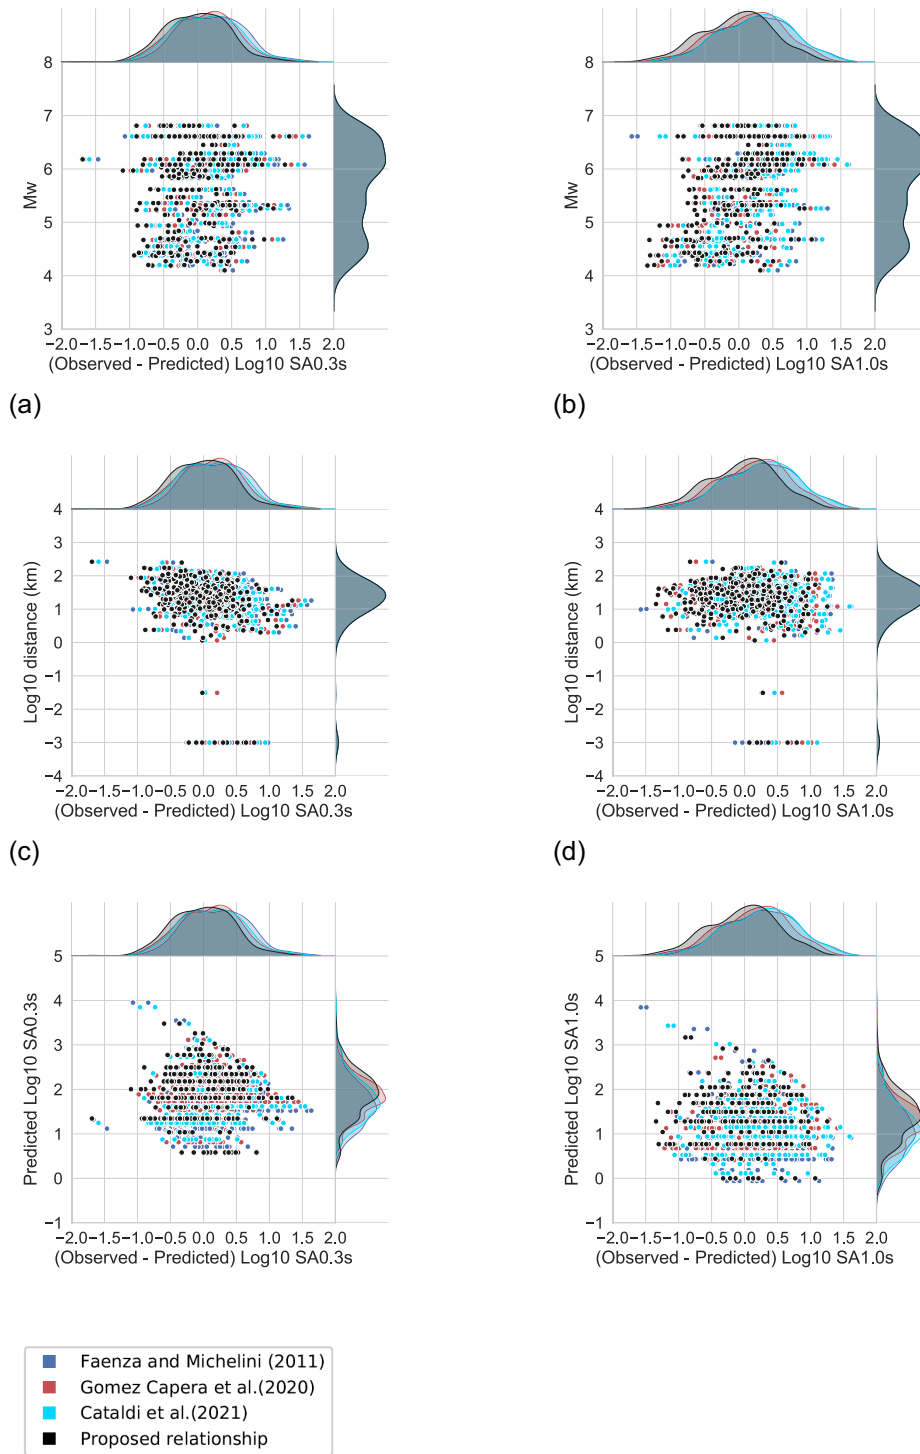 8
7
6
5
4
3
Mw
−2.0 −1.5 −1.0 −0.5 0.0 0.5 1.0 1.5 2.0
(Observed - Predicted) Log10 SA0.3s
8
7
6
5
4
3
Mw
−2.0 −1.5 −1.0 −0.5 0.0 0.5 1.0 1.5 2.0
(Observed - Predicted) Log10 SA1.0s
(a)
(b)
4
3
2
1
0
−1
−2
−3
−4
Log10 distance (km)
−2.0 −1.5 −1.0 −0.5 0.0 0.5 1.0 1.5 2.0
(Observed - Predicted) Log10 SA0.3s
4
3
2
1
0
−1
−2
−3
−4
Log10 distance (km)
−2.0 −1.5 −1.0 −0.5 0.0 0.5 1.0 1.5 2.0
(Observed - Predicted) Log10 SA1.0s
(c)
(d)
5
4
3
2
1
0
−1
Predicted Log10 SA0.3s
−2.0 −1.5 −1.0 −0.5 0.0 0.5 1.0 1.5 2.0
(Observed - Predicted) Log10 SA0.3s
5
4
3
2
1
0
−1
Predicted Log10 SA1.0s
−2.0 −1.5 −1.0 −0.5 0.0 0.5 1.0 1.5 2.0
(Observed - Predicted) Log10 SA1.0s
Faenza and Michelini (2011)
Gomez Capera et al.(2020)
Cataldi et al.(2021)
Proposed relationship